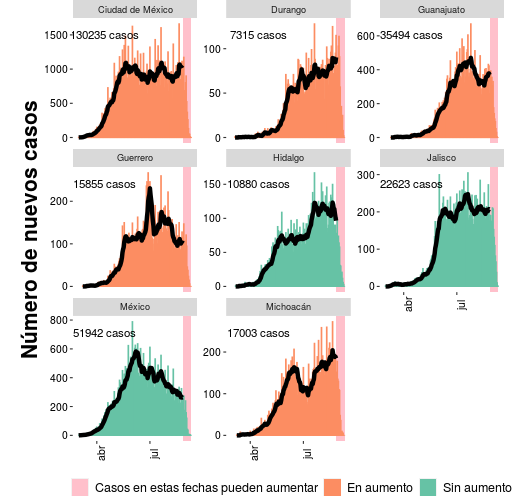 Número de nuevos casos
Ciudad de México
130235 casos
1500
1000
500
0
Durango
7315 casos
100
50
0
Guanajuato
35494 casos
600
400
200
0
Guerrero
15855 casos
200
100
0
Hidalgo
10880 casos
150
100
50
0
Jalisco
22623 casos
300
200
100
0
abr
jul
México
51942 casos
800
600
400
200
0
abr
jul
Michoacán
17003 casos
200
100
0
abr
jul
Casos en estas fechas pueden aumentar
En aumento
Sin aumento